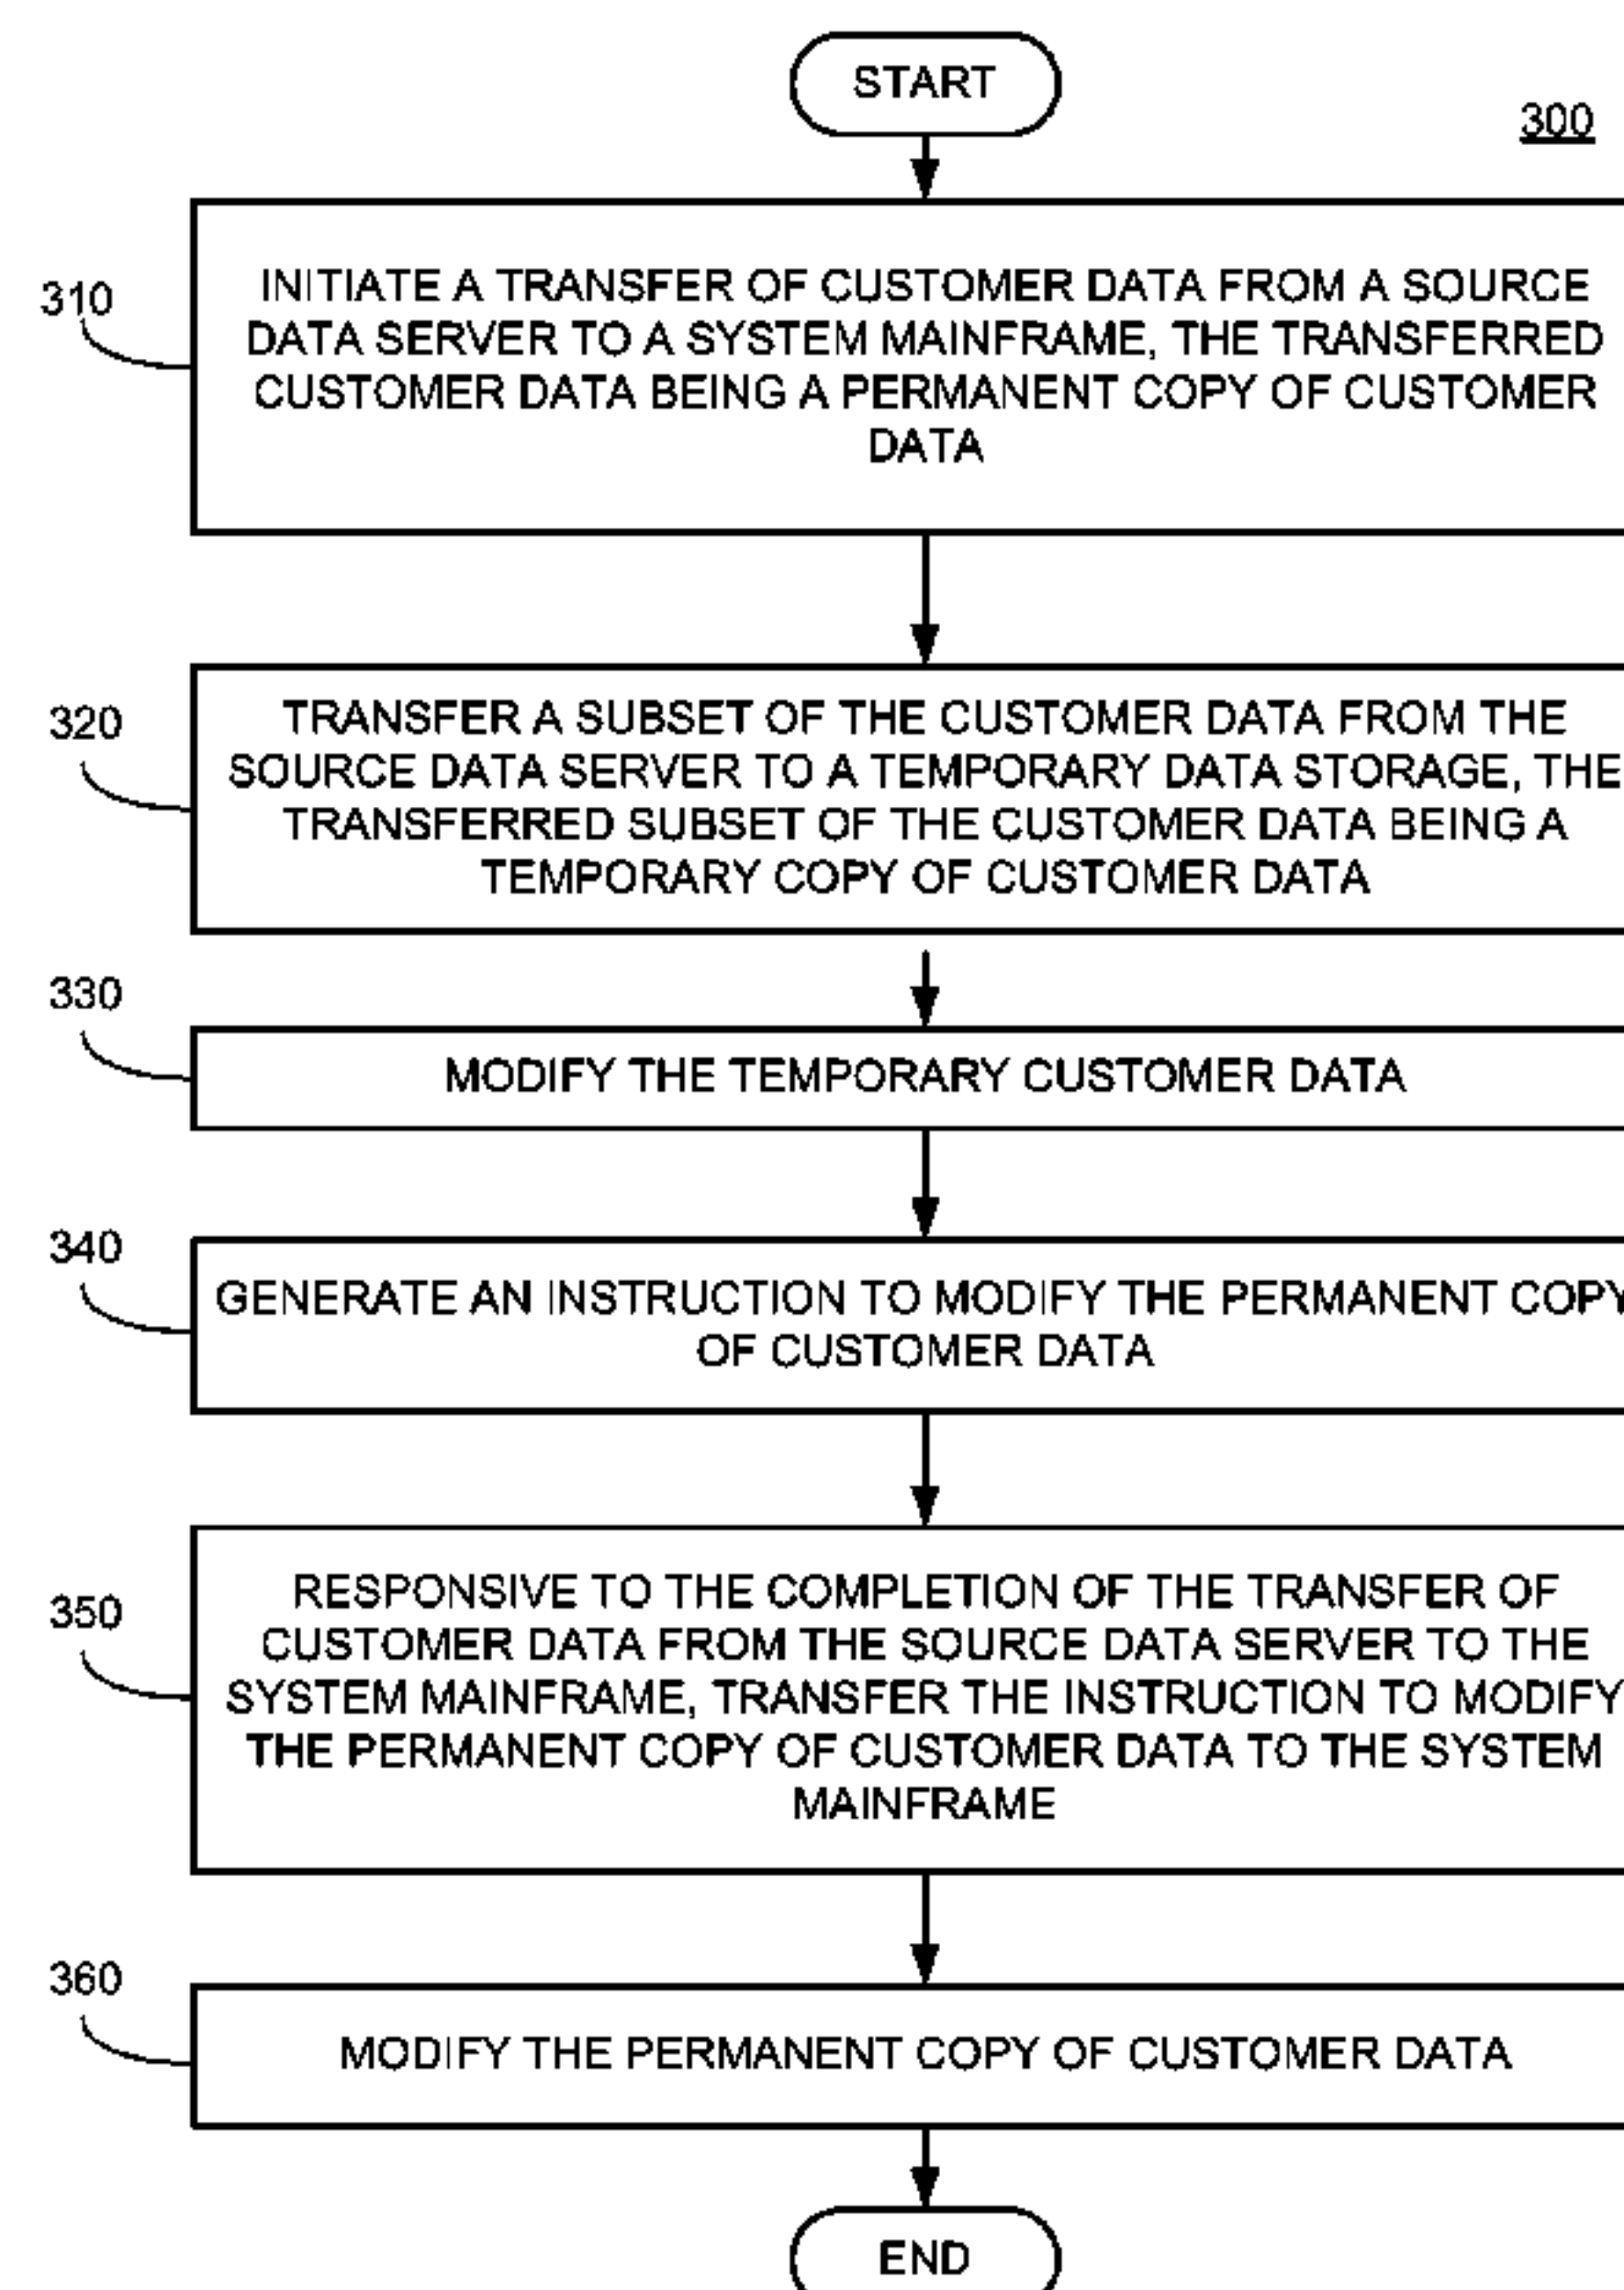 START
300
310
INITIATE A TRANSFER OF CUSTOMER DATA FROM A SOURCE
DATA SERVER TO A SYSTEM MAINFRAME, THE TRANSFERRED
CUSTOMER DATA BEING A PERMANENT COPY OF CUSTOMER
DATA
320
TRANSFER A SUBSET OF THE CUSTOMER DATA FROM THE
SOURCE DATA SERVER TO A TEMPORARY DATA STORAGE, THE
TRANSFERRED SUBSET OF THE CUSTOMER DATA BEING A
TEMPORARY COPY OF CUSTOMER DATA
330
MODIFY THE TEMPORARY CUSTOMER DATA
340
GENERATE AN INSTRUCTION TO MODIFY THE PERMANENT COPY
OF CUSTOMER DATA
350
RESPONSIVE TO THE COMPLETION OF THE TRANSFER OF
CUSTOMER DATA FROM THE SOURCE DATA SERVER TO THE
SYSTEM MAINFRAME, TRANSFER THE INSTRUCTION TO MODIFY
THE PERMANENT COPY OF CUSTOMER DATA TO THE SYSTEM
MAINFRAME
360
MODIFY THE PERMANENT COPY OF CUSTOMER DATA
END